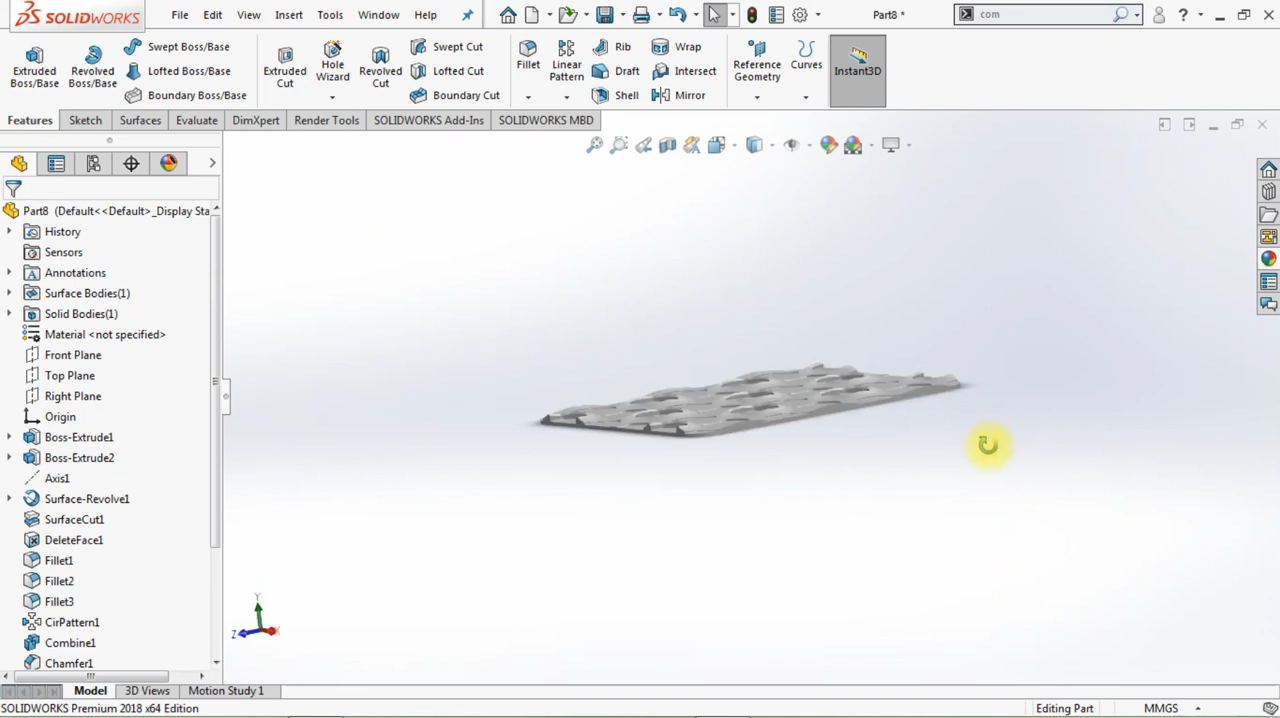 SOLIDWORKS File Edit View Insert Tools Window Help Part8 * com ?
Extruded Boss/Base
Revolved Boss/Base
Swept Boss/Base
Lofted Boss/Base
Boundary Boss/Base
Extruded Cut
Hole Wizard
Revolved Cut
Swept Cut
Lofted Cut
Boundary Cut
Fillet
Linear Pattern
Rib
Draft
Shell
Wrap
Intersect
Mirror
Reference Geometry
Curves
Instant3D
Features Sketch Surfaces Evaluate DimXpert Render Tools SOLIDWORKS Add-Ins SOLIDWORKS MBD
Part8 (Default<<Default>_Display Sta
History
Sensors
A Annotations
Surface Bodies(1)
Solid Bodies(1)
Material <not specified>
Front Plane
Top Plane
Right Plane
Origin
Boss-Extrude1
Boss-Extrude2
Axis1
Surface-Revolve1
SurfaceCut1
DeleteFace1
Fillet1
Fillet2
Fillet3
CirPattern1
Combine1
Chamfer1
Y
Z X
Model 3D Views Motion Study 1
SOLIDWORKS Premium 2018 x64 Edition Editing Part MMGS